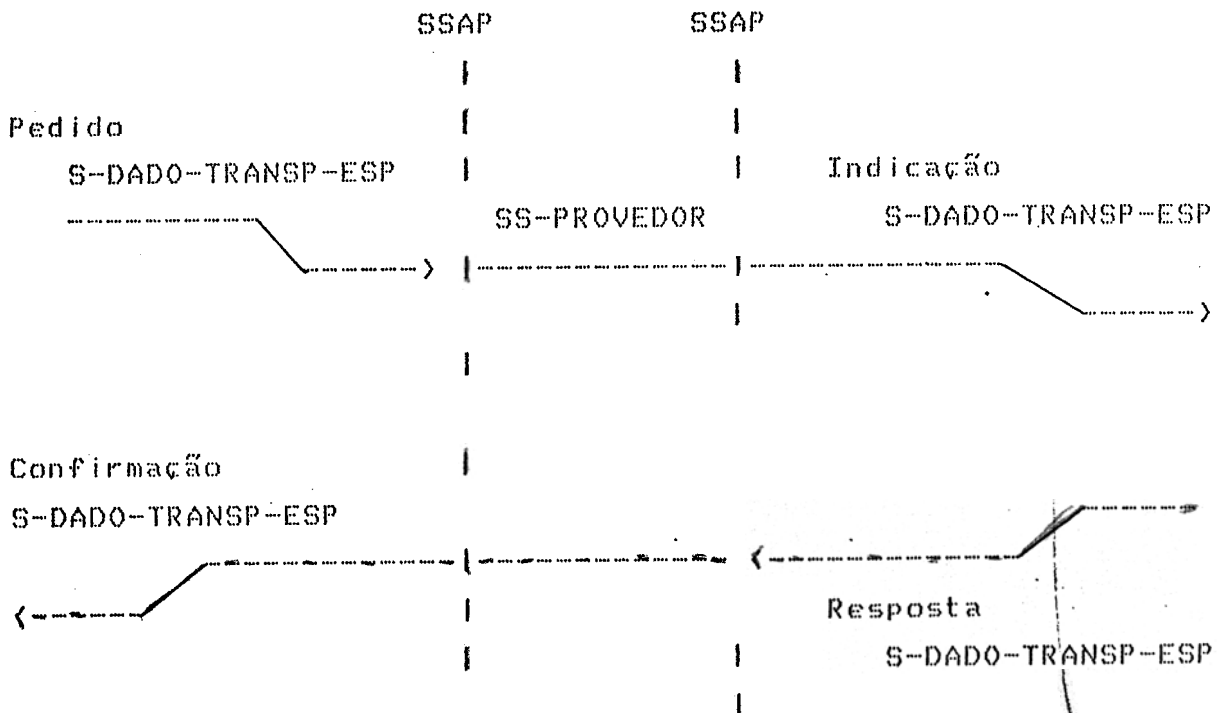 SSAP SSAP
Pedido
S-DADO-TRANSP-ESP
Indicação
SS-PROVEDOR
S-DADO-TRANSP-ESP
Confirmação
S-DADO-TRANSP-ESP
Resposta
S-DADO-TRANSP-ESP